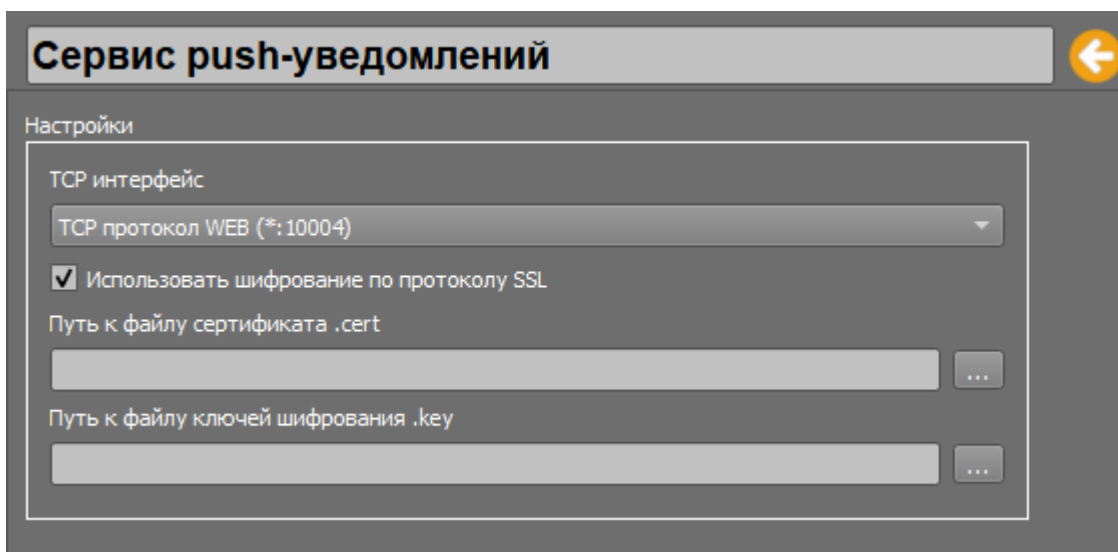 Сервис push-уведомлений
Настройки
TCP интерфейс
TCP протокол WEB (*:10004)
Использовать шифрование по протоколу SSL
Путь к файлу сертификата .cert
...
Путь к файлу ключей шифрования .key
...